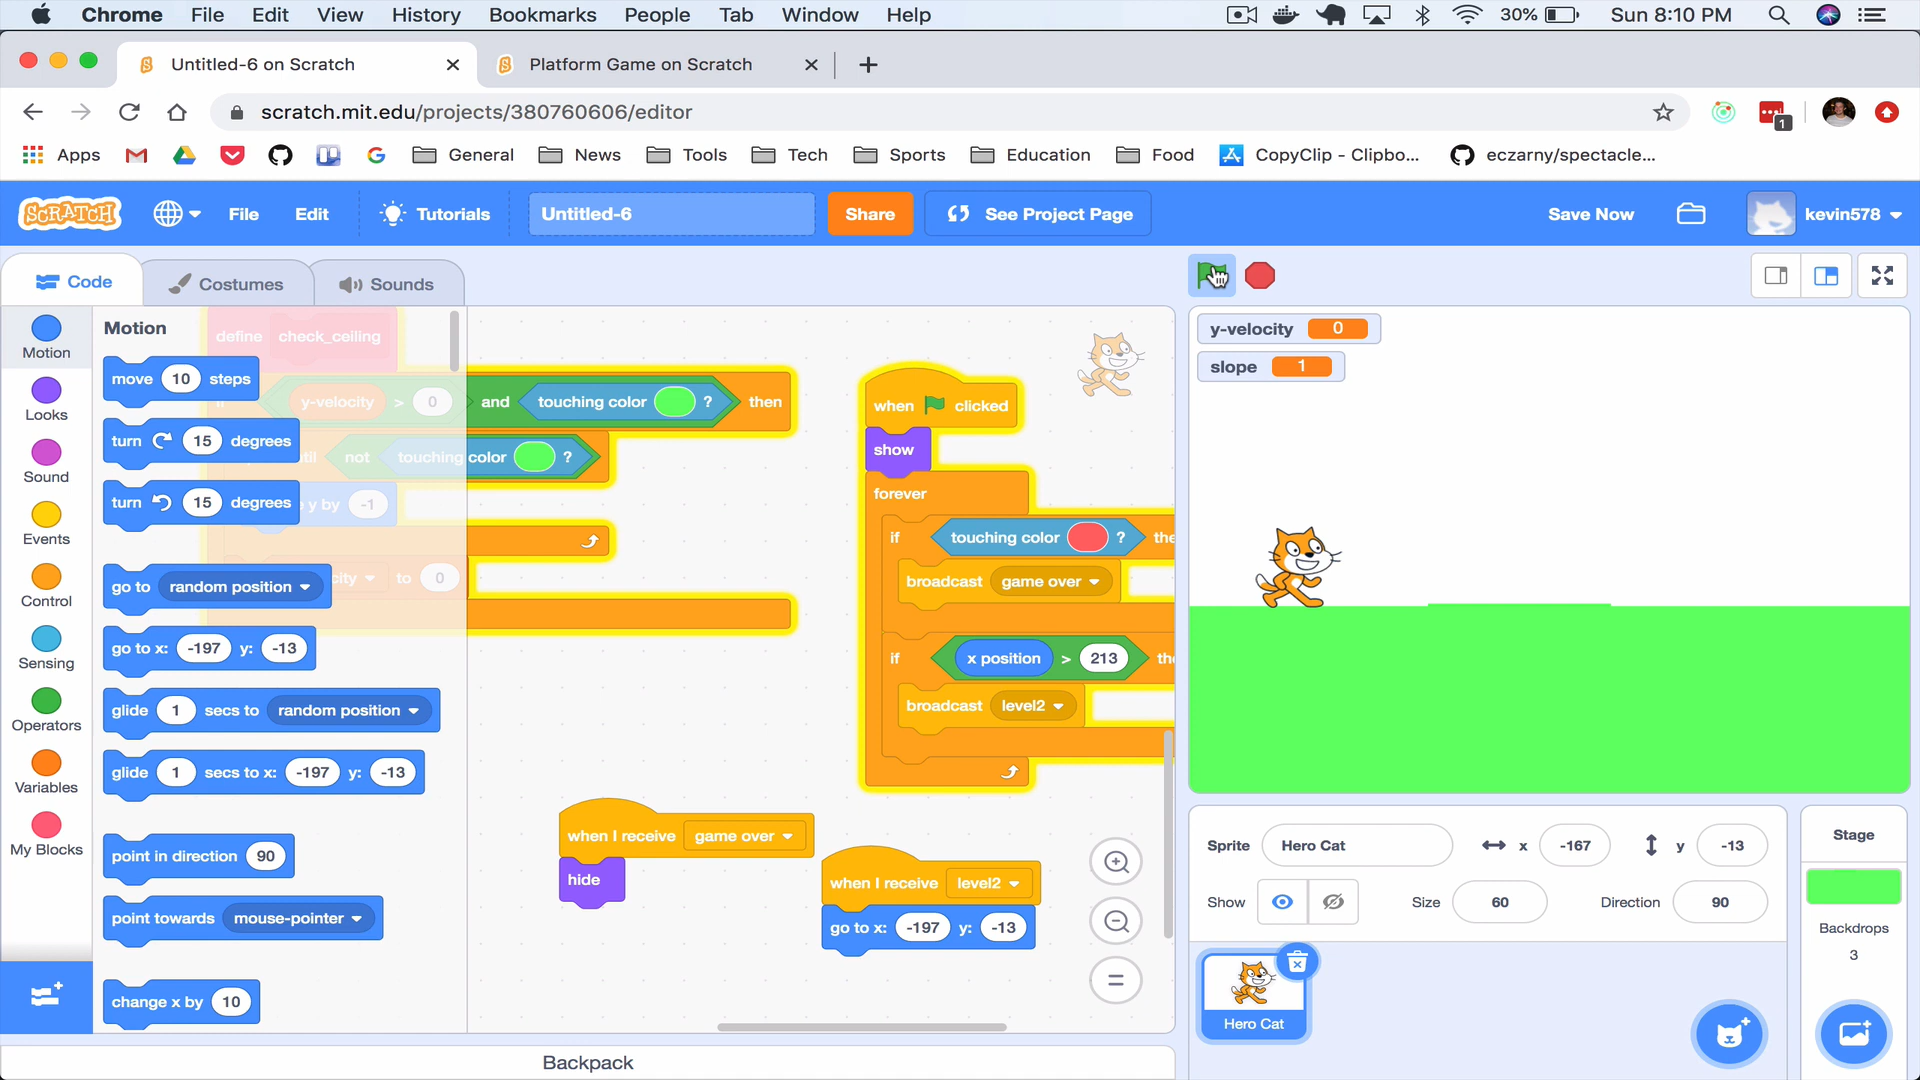 Chrome File Edit View History Bookmarks People Tab Window Help 30% Sun 8:10 PM
Untitled-6 on Scratch Platform Game on Scratch
scratch.mit.edu/projects/380760606/editor 1
Apps General News Tools Tech Sports Education Food CopyClip - Clipbo... eczarny/spectacle...
SCRATCH File Edit Tutorials Untitled-6 Share See Project Page Save Now kevin578
Code Costumes Sounds
Motion
Looks
Sound
Events
Control
Sensing
Operators
Variables
My Blocks
Motion
move 10 steps
turn 15 degrees
turn 15 degrees
go to random position
go to x: -197 y: -13
glide 1 secs to random position
glide 1 secs to x: -197 y: -13
point in direction 90
point towards mouse-pointer
change x by 10
define check_ceiling
y-velocity > 0 and touching color ? then
not touching color ?
y by -1
to 0
when clicked
show
forever
if touching color ? the
broadcast game over
if x position > 213 the
broadcast level2
when I receive game over
hide
when I receive level2
go to x: -197 y: -13
y-velocity 0
slope 1
Sprite Hero Cat x -167 y -13
Show Size 60 Direction 90
Hero Cat
Stage
Backdrops
3
Backpack